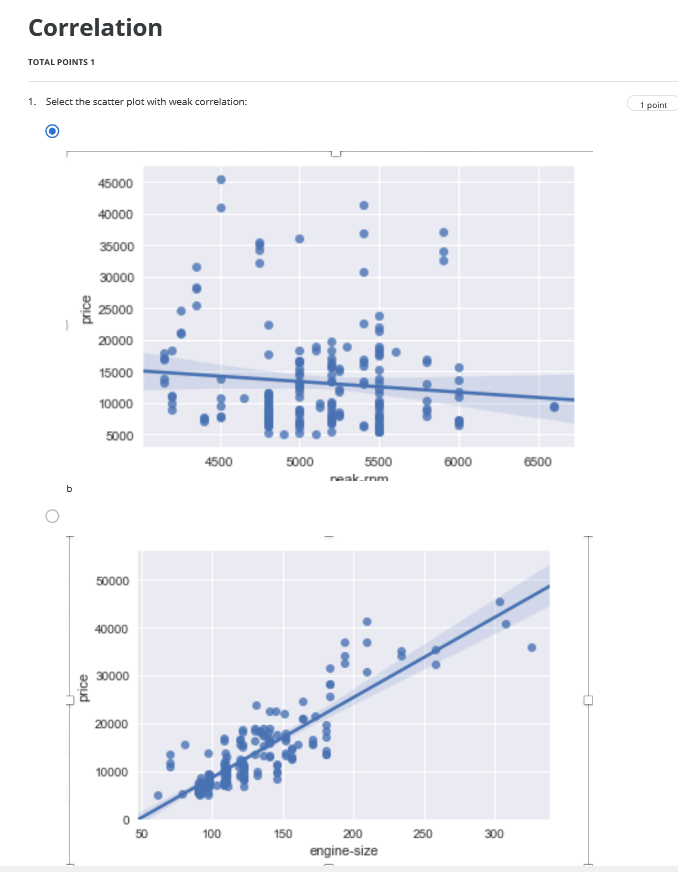 Correlation
TOTAL POINTS 1
1. Select the scatter plot with weak correlation:
1 point
45000
40000
35000
30000
25000
20000
15000
10000
5000
price
4500 5000 5500 6000 6500
peak-rpm
b
50000
40000
30000
20000
10000
0
price
50 100 150 200 250 300
engine-size